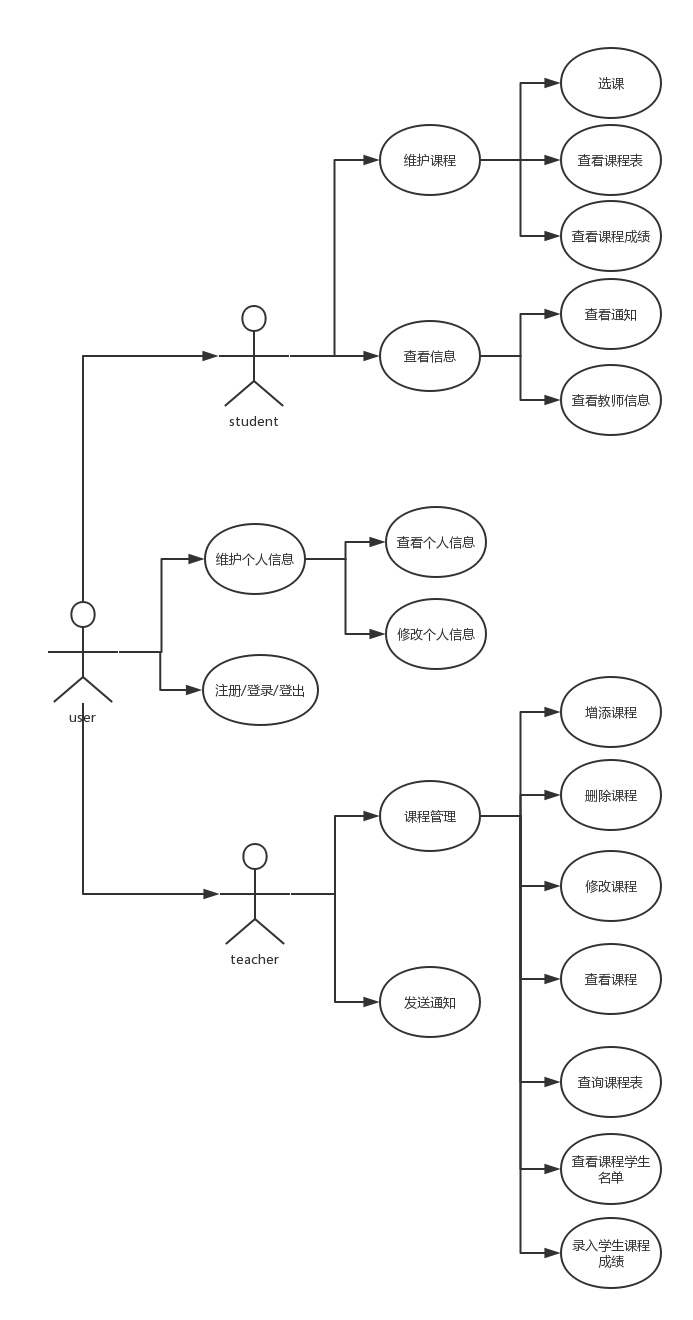 选课
维护课程
查看课程表
查看课程成绩
查看通知
查看信息
查看教师信息
student
查看个人信息
维护个人信息
修改个人信息
注册/登录/登出
user
增添课程
删除课程
课程管理
修改课程
teacher
查看课程
发送通知
查询课程表
查看课程学生
名单
录入学生课程
成绩